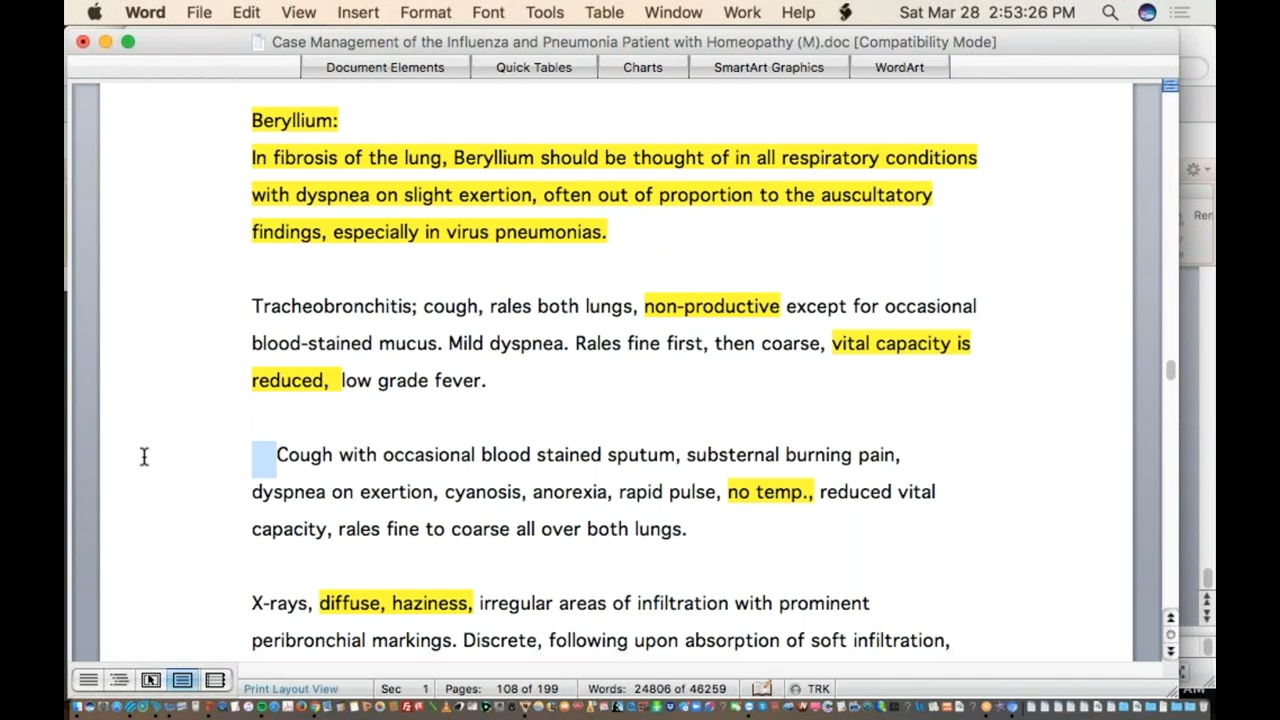 Word File Edit View Insert Format Font Tools Table Window Work Help Sat Mar 28 2:53:26 PM
Case Management of the Influenza and Pneumonia Patient with Homeopathy (M).doc [Compatibility Mode]
Document Elements Quick Tables Charts SmartArt Graphics WordArt
Beryllium:
In fibrosis of the lung, Beryllium should be thought of in all respiratory conditions
with dyspnea on slight exertion, often out of proportion to the auscultatory
findings, especially in virus pneumonias.
Tracheobronchitis; cough, rales both lungs, non-productive except for occasional
blood-stained mucus. Mild dyspnea. Rales fine first, then coarse, vital capacity is
reduced, low grade fever.
Cough with occasional blood stained sputum, substernal burning pain,
dyspnea on exertion, cyanosis, anorexia, rapid pulse, no temp., reduced vital
capacity, rales fine to coarse all over both lungs.
X-rays, diffuse, haziness, irregular areas of infiltration with prominent
peribronchial markings. Discrete, following upon absorption of soft infiltration,
Print Layout View Sec 1 Pages: 108 of 199 Words: 24806 of 46259 TRK